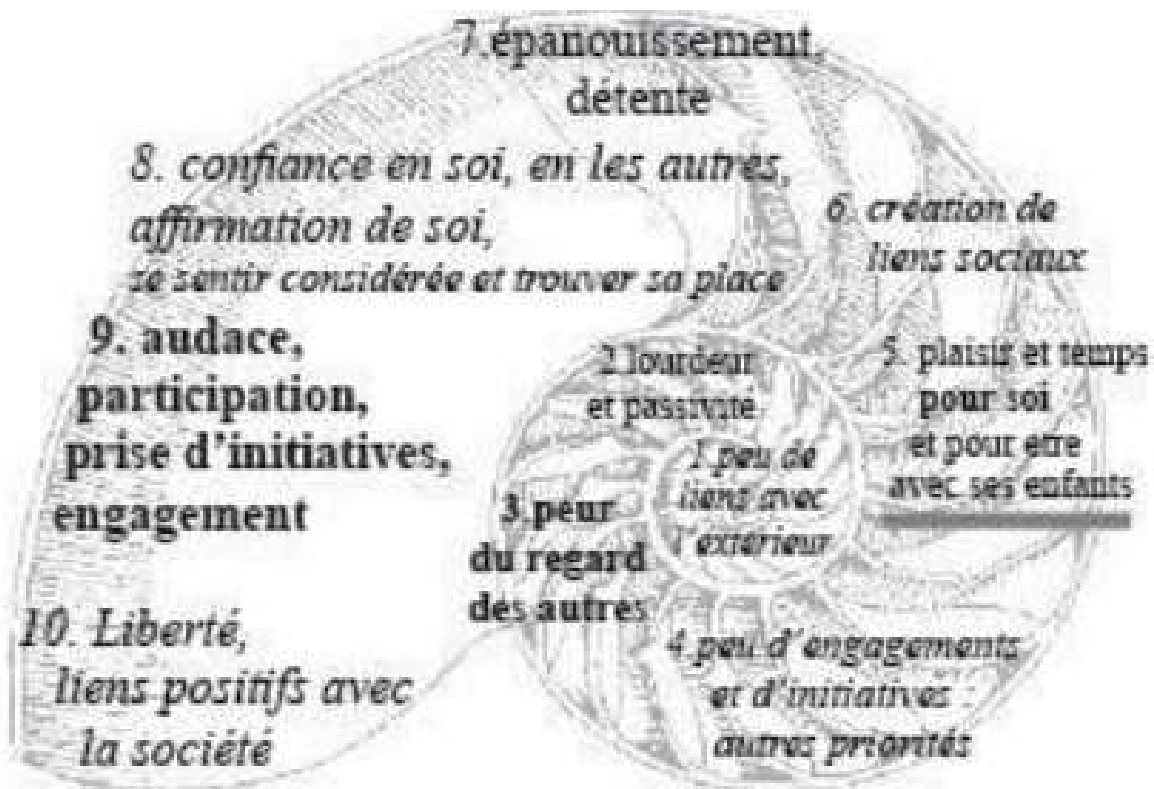 7.épanouissement,
détente
8. confiance en soi, en les autres,
affirmation de soi,
se sentir considérée et trouver sa place
6. création de
liens sociaux
9. audace,
participation,
prise d'initiatives,
engagement
2.lourdeur
et passivité
5. plaisir et temps
pour soi
et pour etre
avec ses enfants
1.peu de
liens avec
l'extérieur
3.peur
du regard
des autres
10. Liberté,
liens positifs avec
la société
4.peu d'engagements
et d'initiatives :
autres priorités